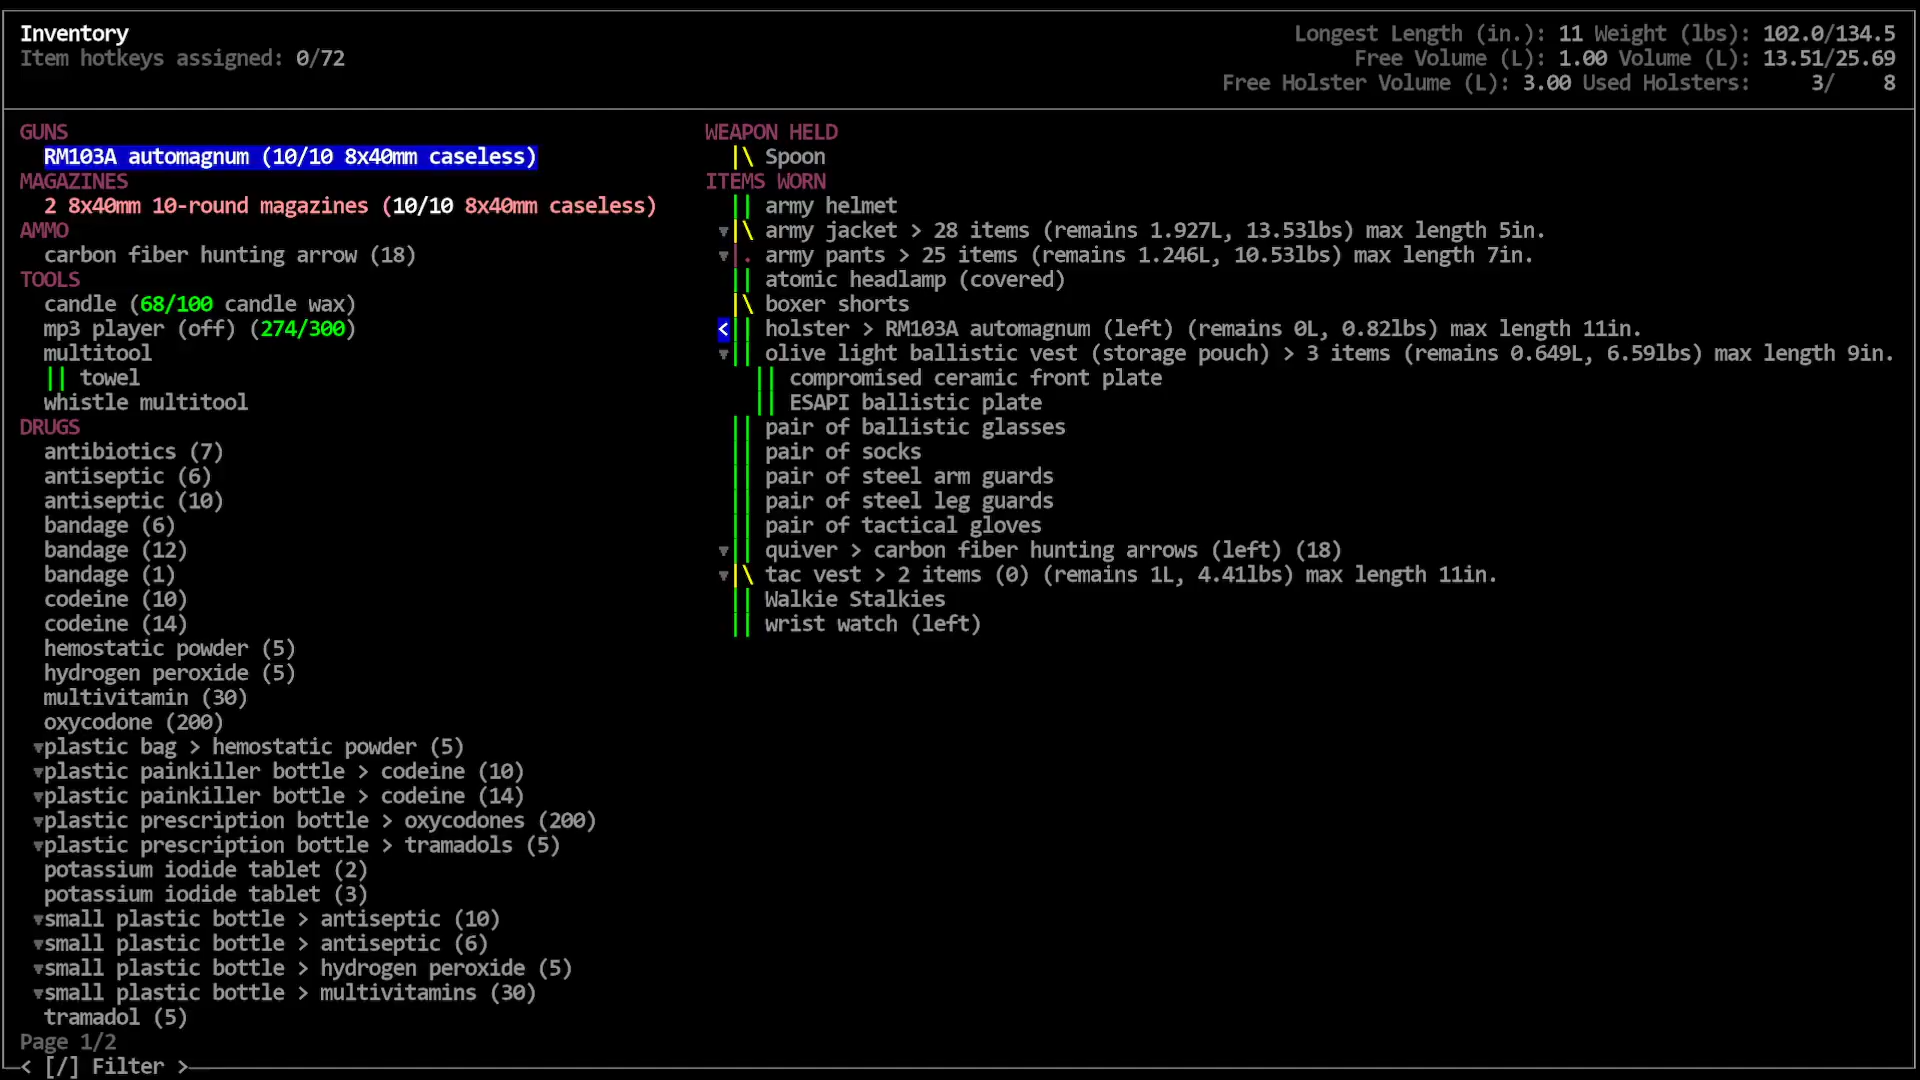 Inventory
Item hotkeys assigned: 0/72
Longest Length (in.): 11 Weight (lbs): 102.0/134.5
Free Volume (L): 1.00 Volume (L): 13.51/25.69
Free Holster Volume (L): 3.00 Used Holsters: 3/ 8
GUNS
RM103A automagnum (10/10 8x40mm caseless)
MAGAZINES
2 8x40mm 10-round magazines (10/10 8x40mm caseless)
AMMO
carbon fiber hunting arrow (18)
TOOLS
candle (68/100 candle wax)
mp3 player (off) (274/300)
multitool
|| towel
whistle multitool
DRUGS
antibiotics (7)
antiseptic (6)
antiseptic (10)
bandage (6)
bandage (12)
bandage (1)
codeine (10)
codeine (14)
hemostatic powder (5)
hydrogen peroxide (5)
multivitamin (30)
oxycodone (200)
▼plastic bag > hemostatic powder (5)
▼plastic painkiller bottle > codeine (10)
▼plastic painkiller bottle > codeine (14)
▼plastic prescription bottle > oxycodones (200)
▼plastic prescription bottle > tramadols (5)
potassium iodide tablet (2)
potassium iodide tablet (3)
▼small plastic bottle > antiseptic (10)
▼small plastic bottle > antiseptic (6)
▼small plastic bottle > hydrogen peroxide (5)
▼small plastic bottle > multivitamins (30)
tramadol (5)
Page 1/2
< [/] Filter >
WEAPON HELD
|\ Spoon
ITEMS WORN
|| army helmet
▼|\ army jacket > 28 items (remains 1.927L, 13.53lbs) max length 5in.
▼|. army pants > 25 items (remains 1.246L, 10.53lbs) max length 7in.
|| atomic headlamp (covered)
|\ boxer shorts
<|| holster > RM103A automagnum (left) (remains 0L, 0.82lbs) max length 11in.
▼|| olive light ballistic vest (storage pouch) > 3 items (remains 0.649L, 6.59lbs) max length 9in.
|| compromised ceramic front plate
|| ESAPI ballistic plate
|| pair of ballistic glasses
|| pair of socks
|| pair of steel arm guards
|| pair of steel leg guards
|| pair of tactical gloves
▼|| quiver > carbon fiber hunting arrows (left) (18)
▼|\ tac vest > 2 items (0) (remains 1L, 4.41lbs) max length 11in.
|| Walkie Stalkies
|| wrist watch (left)